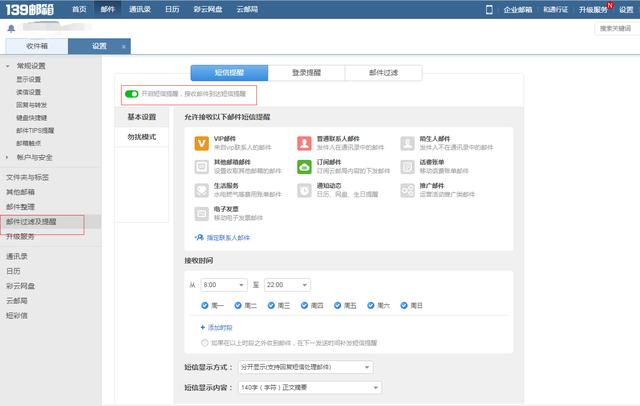 139邮箱 首页 邮件 通讯录 日历 彩云网盘 云邮局 企业邮箱 和通行证 升级服务 N 设置
搜索关键词
收件箱 设置 ×
常规设置
显示设置
读信设置
回复与转发
键盘快捷键
邮件TIPS提醒
邮箱触点
帐户与安全
文件夹与标签
其他邮箱
邮件整理
邮件过滤及提醒
升级服务
通讯录
日历
彩云网盘
云邮局
短彩信
短信提醒 登录提醒 邮件过滤
开启短信提醒，接收邮件到达短信提醒
基本设置
勿扰模式
允许接收以下邮件短信提醒
VIP邮件
来自vip联系人的邮件
普通联系人邮件
发件人在通讯录中的邮件
陌生人邮件
发件人不在通讯录中的邮件
其他邮箱邮件
设置收取其他邮箱的邮件
订阅邮件
订阅云邮局内容的下发邮件
话费账单
移动话费账单邮件
生活服务
水电燃气等费用账单邮件
通知动态
日历、网盘、生日提醒
推广邮件
运营活动推广类邮件
电子发票
移动电子发票邮件
指定联系人邮件
接收时间
从 8:00 至 22:00
周一 周二 周三 周四 周五 周六 周日
+ 添加时段
如果在以上时段之外收到邮件，在下一发送时间补发短信提醒
短信显示方式： 分开显示(支持回复短信处理邮件)
短信显示内容： 140字（字符）正文摘要